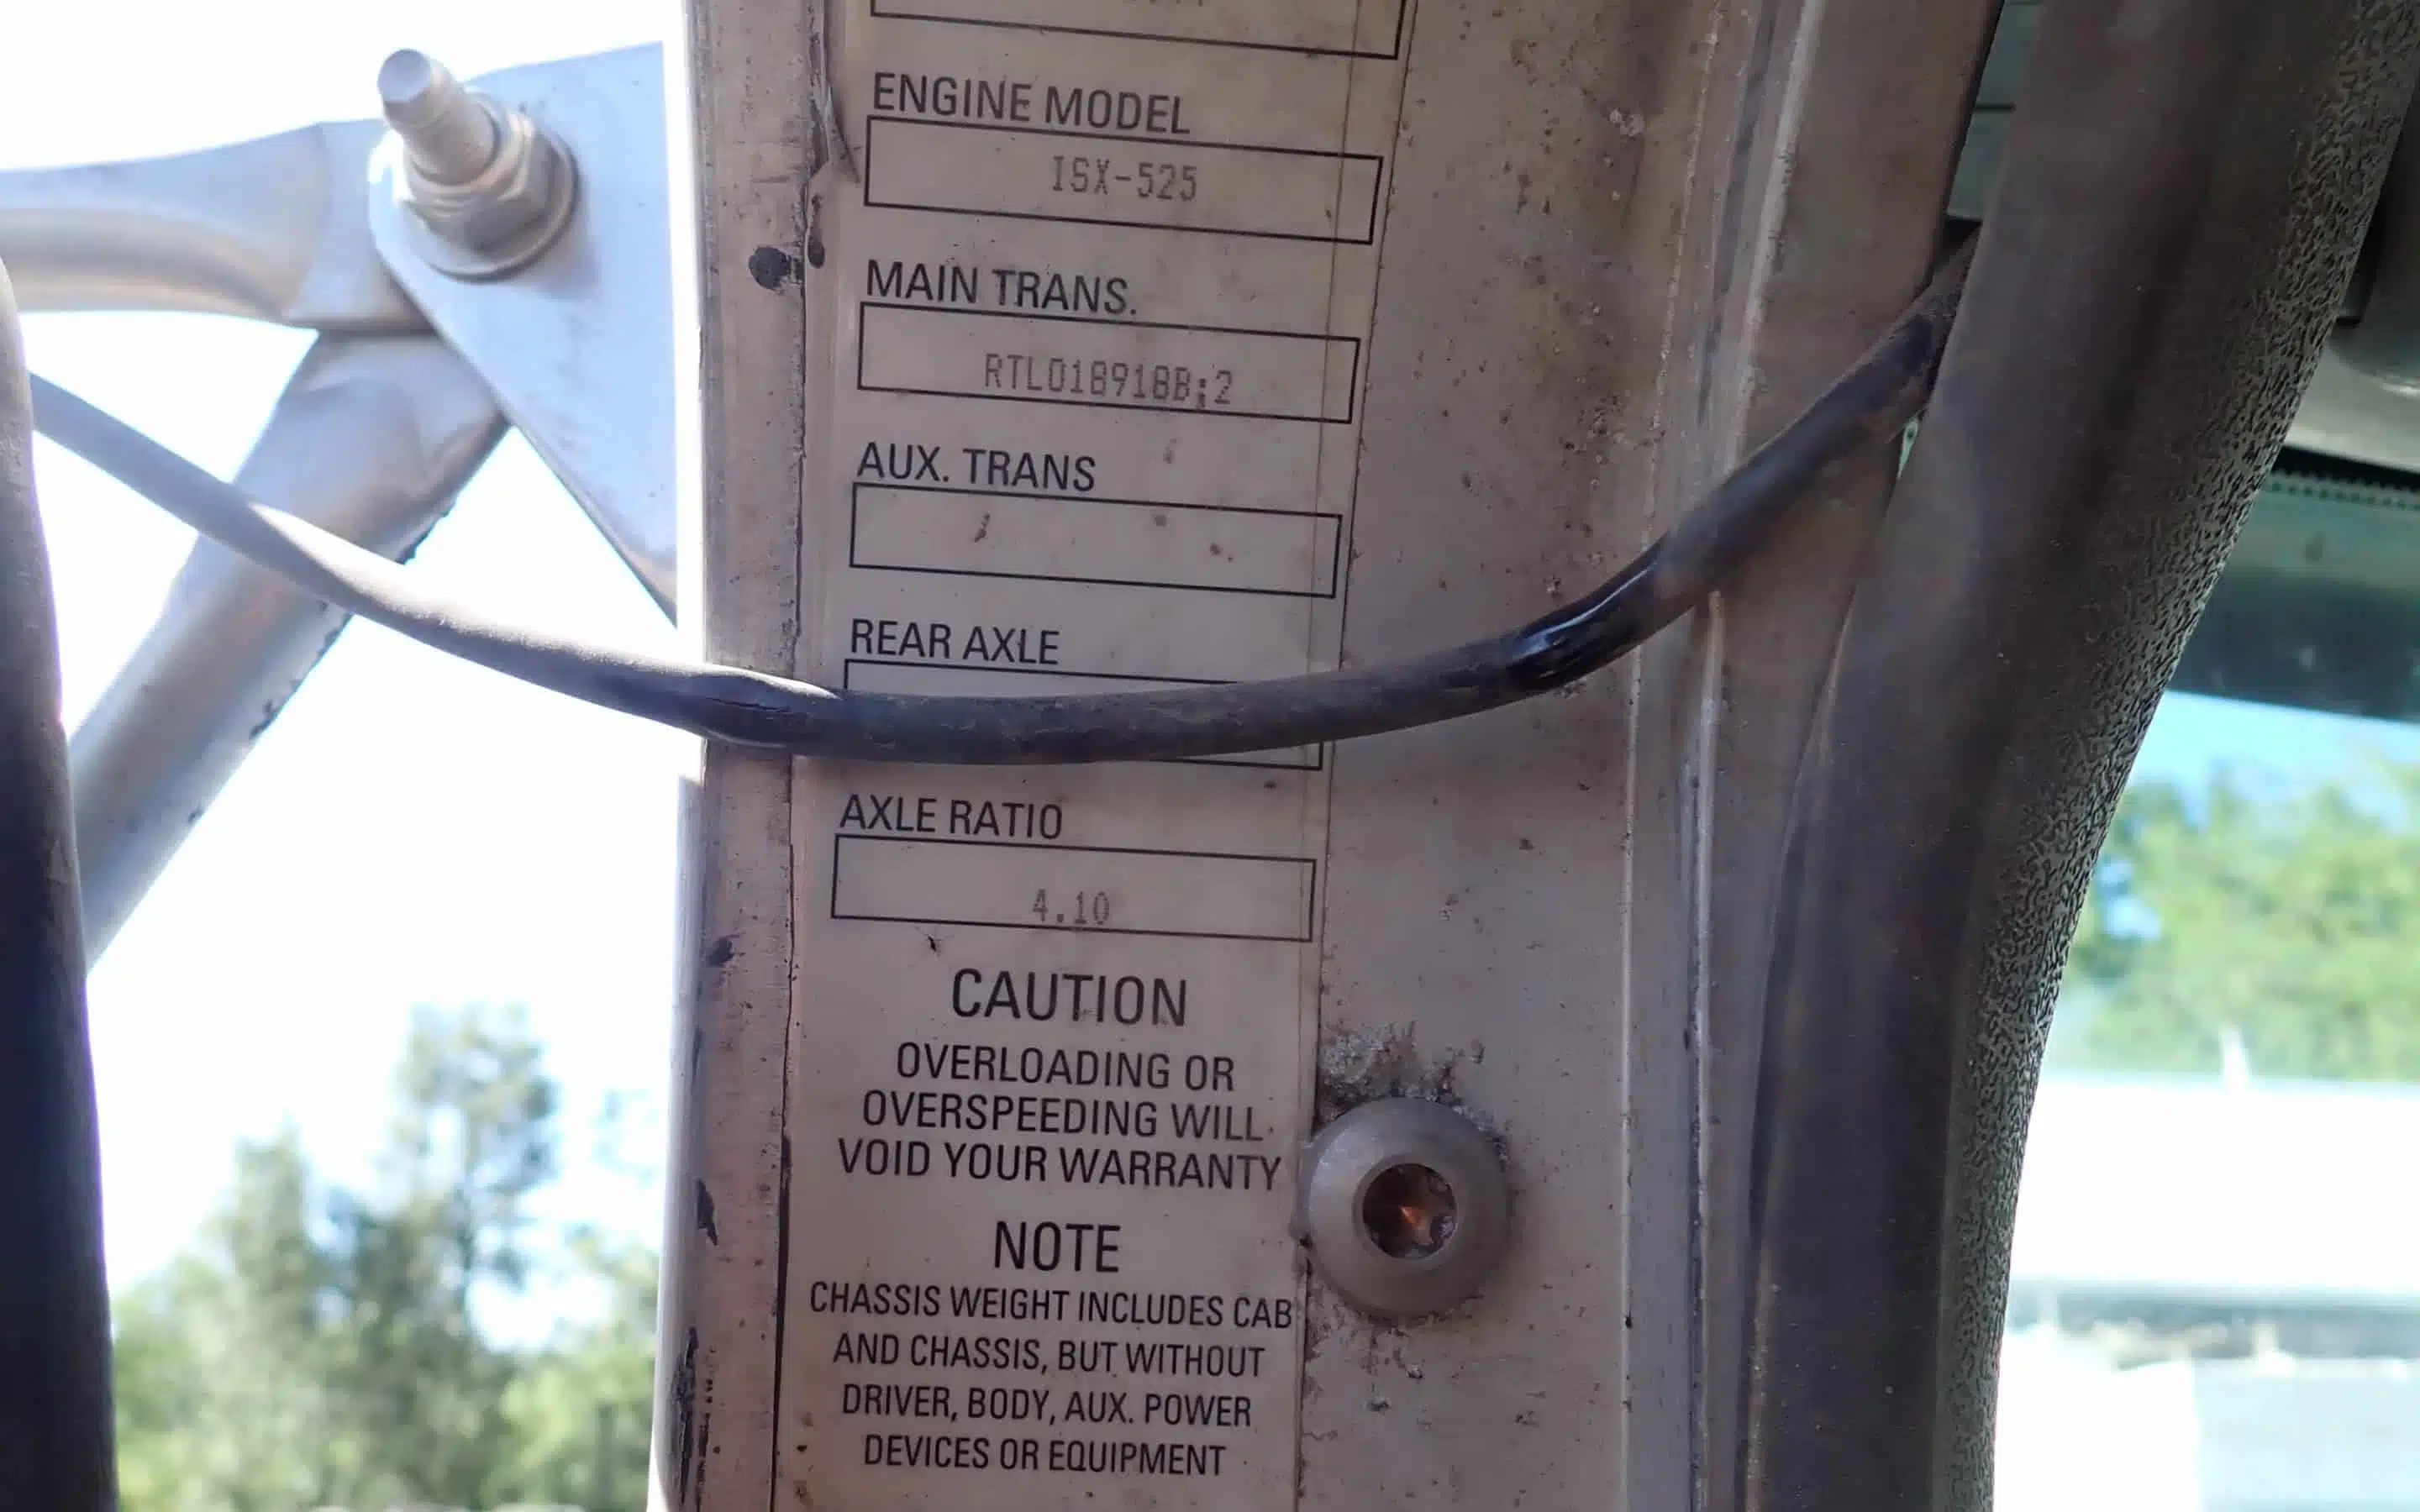 ENGINE MODEL
ISX-525
MAIN TRANS.
RTLO18918B;2
AUX. TRANS
REAR AXLE
AXLE RATIO
4.10
CAUTION
OVERLOADING OR
OVERSPEEDING WILL
VOID YOUR WARRANTY
NOTE
CHASSIS WEIGHT INCLUDES CAB
AND CHASSIS, BUT WITHOUT
DRIVER, BODY, AUX. POWER
DEVICES OR EQUIPMENT